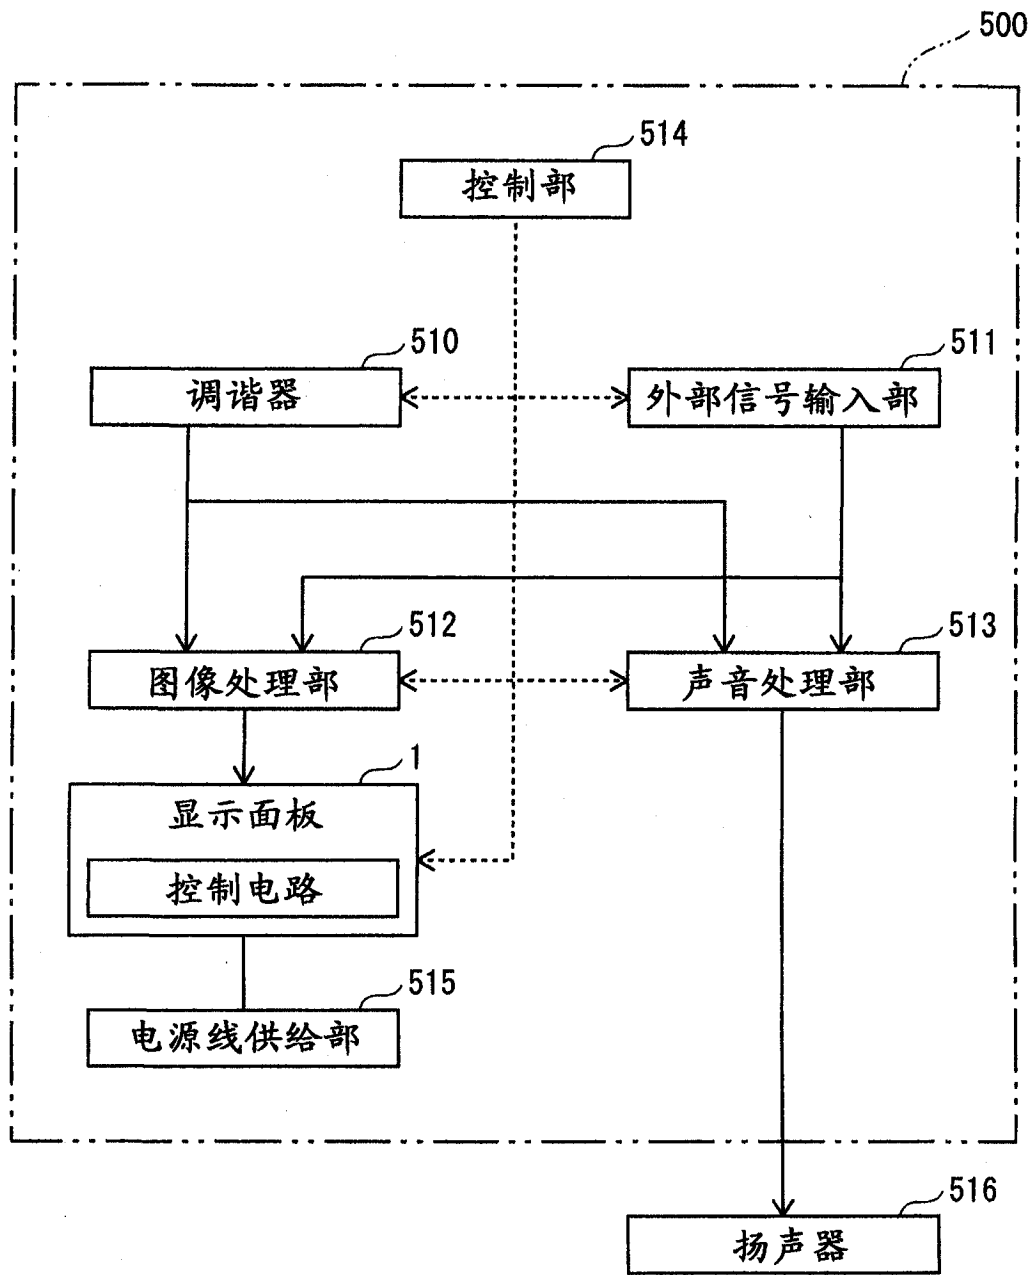 500
514
控制部
510
511
调谐器
外部信号输入部
512
513
图像处理部
声音处理部
1
显示面板
控制电路
515
电源线供给部
516
扬声器